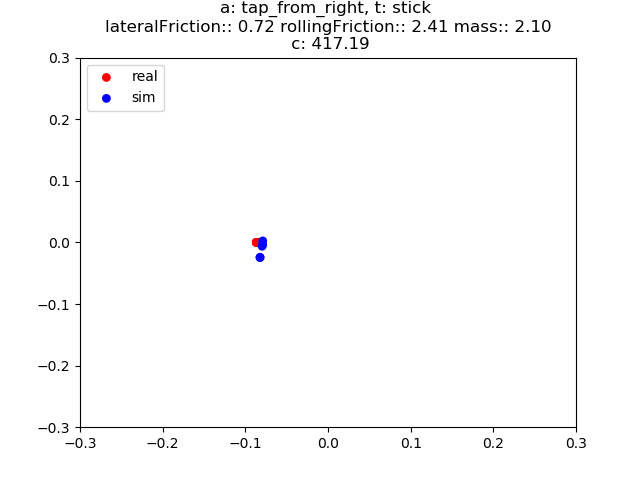 a: tap_from_right, t: stick
lateralFriction:: 0.72 rollingFriction:: 2.41 mass:: 2.10
c: 417.19
real
sim
0.3
0.2
0.1
0.0
−0.1
−0.2
−0.3
−0.3 −0.2 −0.1 0.0 0.1 0.2 0.3